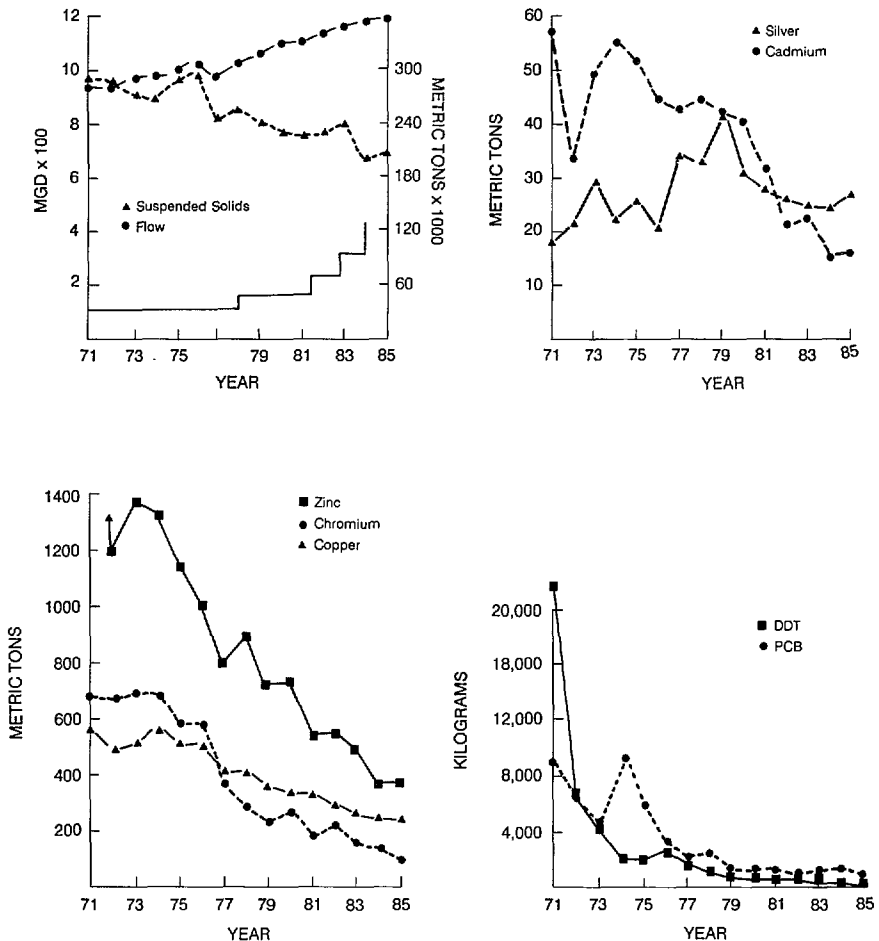 12
10
8
6
4
2
MGD x 100
300
240
180
120
60
METRIC TONS x 1000
Suspended Solids
Flow
71 73 75 79 81 83 85
YEAR
60
50
40
30
20
10
METRIC TONS
Silver
Cadmium
71 73 75 77 79 81 83 85
YEAR
1400
1200
1000
800
600
400
200
METRIC TONS
Zinc
Chromium
Copper
71 73 75 77 79 81 83 85
YEAR
20,000
18,000
12,000
8,000
4,000
KILOGRAMS
DDT
PCB
71 73 75 77 79 81 83 85
YEAR